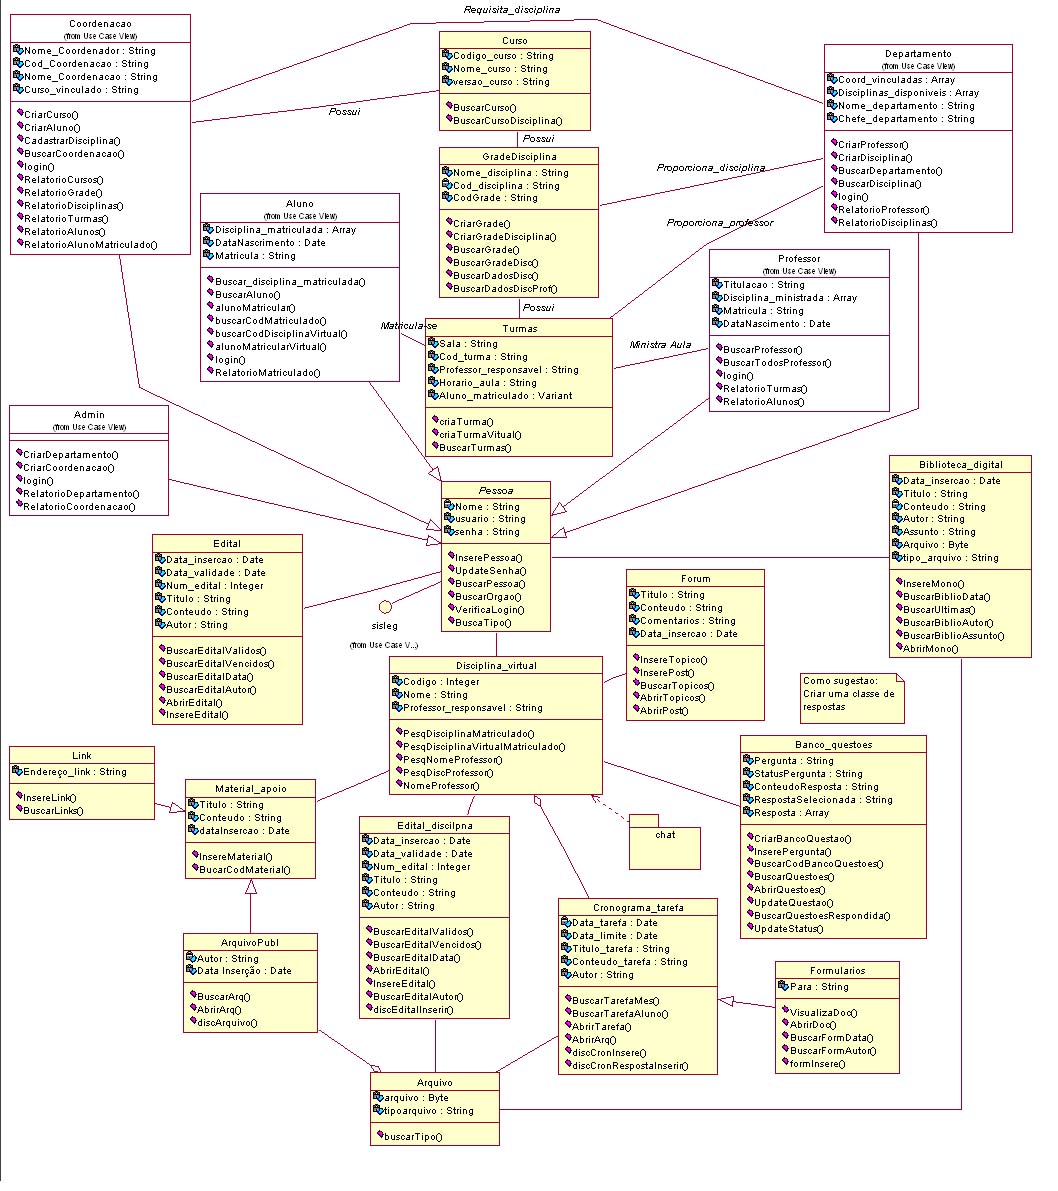 Requisita_disciplina
Coordenacao
(from Use Case View)
Nome_Coordenador : String
Cod_Coordenacao : String
Nome_Coordenacao : String
Curso_vinculado : String
CriarCurso()
CriarAluno()
CadastrarDisciplina()
BuscarCoordenacao()
login()
RelatorioCursos()
RelatorioGrade()
RelatorioDisciplinas()
RelatorioTurmas()
RelatorioAlunos()
RelatorioAlunoMatriculado()
Possui
Curso
Codigo_curso : String
Nome_curso : String
versao_curso : String
BuscarCurso()
BuscarCursoDisciplina()
Possui
Departamento
(from Use Case View)
Coord_vinculadas : Array
Disciplinas_disponiveis : Array
Nome_departamento : String
Chefe_departamento : String
CriarProfessor()
CriarDisciplina()
BuscarDepartamento()
BuscarDisciplina()
login()
RelatorioProfessor()
RelatorioDisciplinas()
GradeDisciplina
Nome_disciplina : String
Cod_disciplina : String
CodGrade : String
CriarGrade()
CriarGradeDisciplina()
BuscarGrade()
BuscarGradeDisc()
BuscarDadosDisc()
BuscarDadosDiscProf()
Proporciona_disciplina
Proporciona_professor
Possui
Aluno
(from Use Case View)
Disciplina_matriculada : Array
DataNascrimento : Date
Matricula : String
Buscar_disciplina_matriculada()
BuscarAluno()
alunoMatricular()
buscarCodMatriculado()
buscarCodDisciplinaVirtual()
alunoMatricularVirtual()
login()
RelatorioMatriculado()
Matricula-se
Professor
(from Use Case View)
Titulacao : String
Disciplina_ministrada : Array
Matricula : String
DataNascimento : Date
BuscarProfessor()
BuscarTodosProfessor()
login()
RelatorioTurmas()
RelatorioAlunos()
Ministra Aula
Turmas
Sala : String
Cod_turma : String
Professor_responsavel : String
Horario_aula : String
Aluno_matriculado : Variant
criaTurma()
criaTurmaVitual()
BuscarTurmas()
Admin
(from Use Case View)
CriarDepartamento()
CriarCoordenacao()
login()
RelatorioDepartamento()
RelatorioCoordenacao()
Pessoa
Nome : String
usuario : String
senha : String
InserePessoa()
UpdateSenha()
BuscarPessoa()
BuscarOrgao()
VerificaLogin()
BuscaTipo()
Biblioteca_digital
Data_insercao : Date
Titulo : String
Conteudo : String
Autor : String
Assunto : String
Arquivo : Byte
tipo_arquivo : String
InsereMono()
BuscarBiblioData()
BuscarUltimas()
BuscarBiblioAutor()
BuscarBiblioAssunto()
AbrirMono()
Edital
Data_insercao : Date
Data_validade : Date
Num_edital : Integer
Titulo : String
Conteudo : String
Autor : String
BuscarEditalValidos()
BuscarEditalVencidos()
BuscarEditalData()
BuscarEditalAutor()
AbrirEdital()
InsereEdital()
sisleg
(from Use Case V...)
Forum
Titulo : String
Conteudo : String
Comentarios : String
Data_insercao : Date
InsereTopico()
InserePost()
BuscarTopicos()
AbrirTopicos()
AbrirPost()
Como sugestao:
Criar uma classe de
respostas
Disciplina_virtual
Codigo : Integer
Nome : String
Professor_responsavel : String
PesqDisciplinaMatriculado()
PesqDisciplinaVirtualMatriculado()
PesqNomeProfessor()
PesqDiscProfessor()
NomeProfessor()
Link
Endereço_link : String
InsereLink()
BuscarLinks()
Material_apoio
Titulo : String
Conteudo : String
dataInsercao : Date
InsereMaterial()
BucarCodMaterial()
Banco_questoes
Pergunta : String
StatusPergunta : String
ConteudoResposta : String
RespostaSelecionada : String
Resposta : Array
CriarBancoQuestao()
InserePergunta()
BuscarCodBancoQuestoes()
BuscarQuestoes()
AbrirQuestoes()
UpdateQuestao()
BuscarQuestoesRespondida()
UpdateStatus()
chat
Edital_discilpna
Data_insercao : Date
Data_validade : Date
Num_edital : Integer
Titulo : String
Conteudo : String
Autor : String
BuscarEditalValidos()
BuscarEditalVencidos()
BuscarEditalData()
AbrirEdital()
InsereEdital()
BuscarEditalAutor()
discEditalInserir()
Cronograma_tarefa
Data_tarefa : Date
Data_limite : Date
Titulo_tarefa : String
Conteudo_tarefa : String
Autor : String
BuscarTarefaMes()
BuscarTarefaAluno()
AbrirTarefa()
AbrirArq()
discCronInsere()
discCronRespostaInserir()
ArquivoPubl
Autor : String
Data Inserção : Date
BuscarArq()
AbrirArq()
discArquivo()
Formularios
Para : String
VisualizaDoc()
AbrirDoc()
BuscarFormData()
BuscarFormAutor()
formInsere()
Arquivo
arquivo : Byte
tipoarquivo : String
buscarTipo()